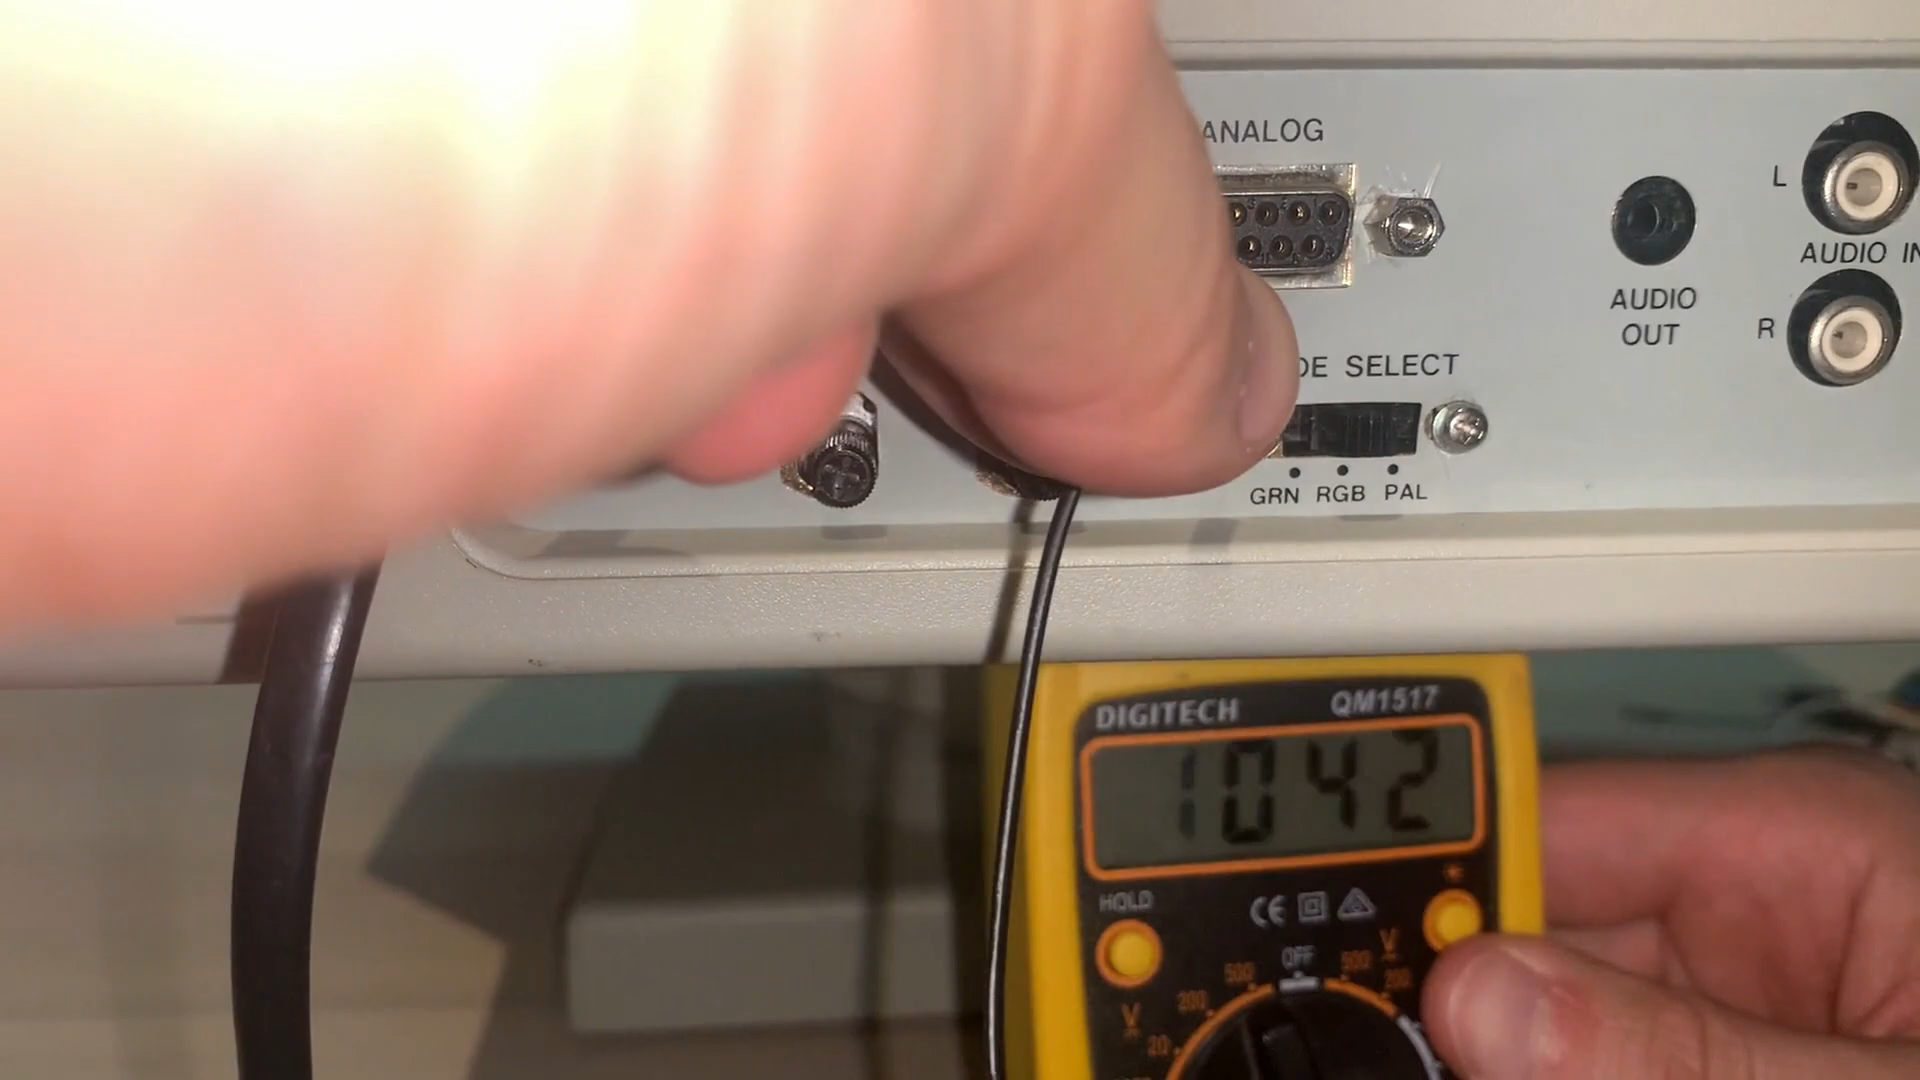 ANALOG
L
AUDIO IN
R
AUDIO
OUT
DE SELECT
GRN RGB PAL
DIGITECH QM1517
1042
HOLD
CE
OFF
500 500
200 200
V V
20